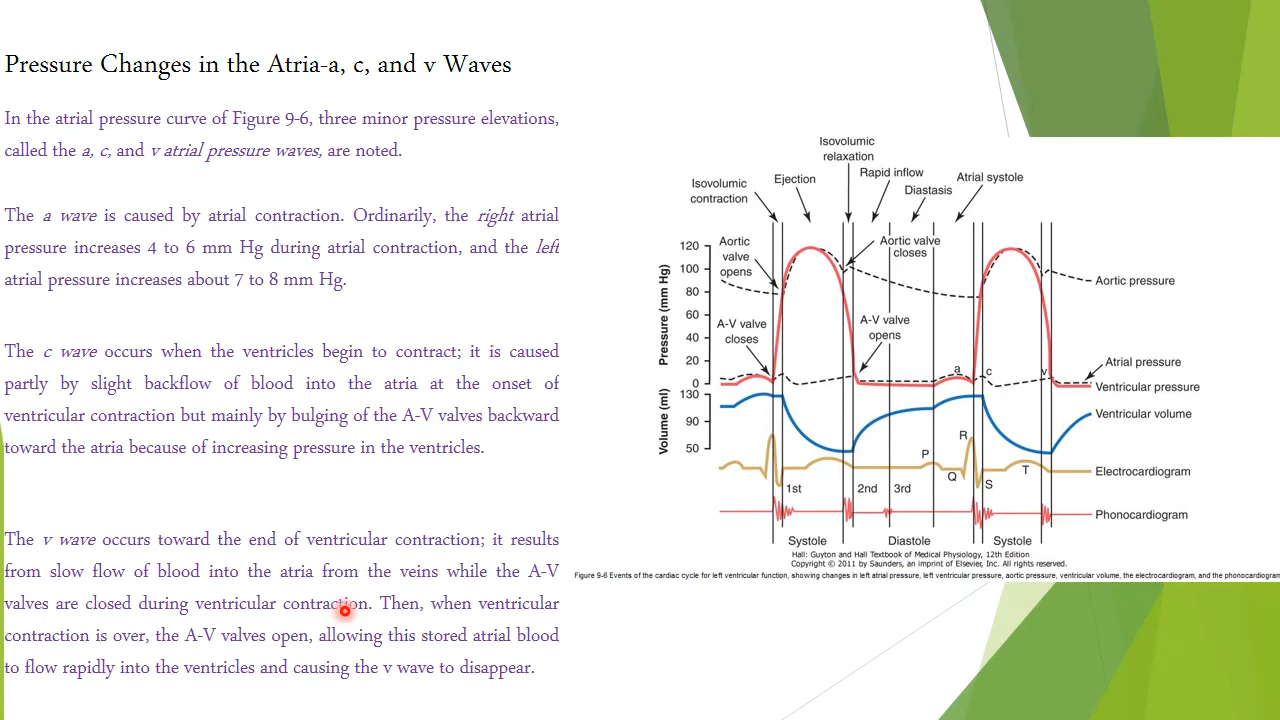 Pressure Changes in the Atria-a, c, and v Waves
In the atrial pressure curve of Figure 9-6, three minor pressure elevations,
called the a, c, and v atrial pressure waves, are noted.
The a wave is caused by atrial contraction. Ordinarily, the right atrial
pressure increases 4 to 6 mm Hg during atrial contraction, and the left
atrial pressure increases about 7 to 8 mm Hg.
The c wave occurs when the ventricles begin to contract; it is caused
partly by slight backflow of blood into the atria at the onset of
ventricular contraction but mainly by bulging of the A-V valves backward
toward the atria because of increasing pressure in the ventricles.
The v wave occurs toward the end of ventricular contraction; it results
from slow flow of blood into the atria from the veins while the A-V
valves are closed during ventricular contraction. Then, when ventricular
contraction is over, the A-V valves open, allowing this stored atrial blood
to flow rapidly into the ventricles and causing the v wave to disappear.
Isovolumic
relaxation
Ejection
Rapid inflow
Atrial systole
Isovolumic
contraction
Diastasis
Aortic
valve
opens
Aortic valve
closes
A-V valve
closes
A-V valve
opens
Pressure (mm Hg)
120
100
80
60
40
20
0
Volume (ml)
130
90
50
a
c
v
Aortic pressure
Atrial pressure
Ventricular pressure
Ventricular volume
R
P
Q
S
T
Electrocardiogram
1st
2nd
3rd
Phonocardiogram
Systole
Diastole
Systole
Hall: Guyton and Hall Textbook of Medical Physiology, 12th Edition
Copyright © 2011 by Saunders, an imprint of Elsevier, Inc. All rights reserved.
Figure 9-6 Events of the cardiac cycle for left ventricular function, showing changes in left atrial pressure, left ventricular pressure, aortic pressure, ventricular volume, the electrocardiogram, and the phonocardiogram